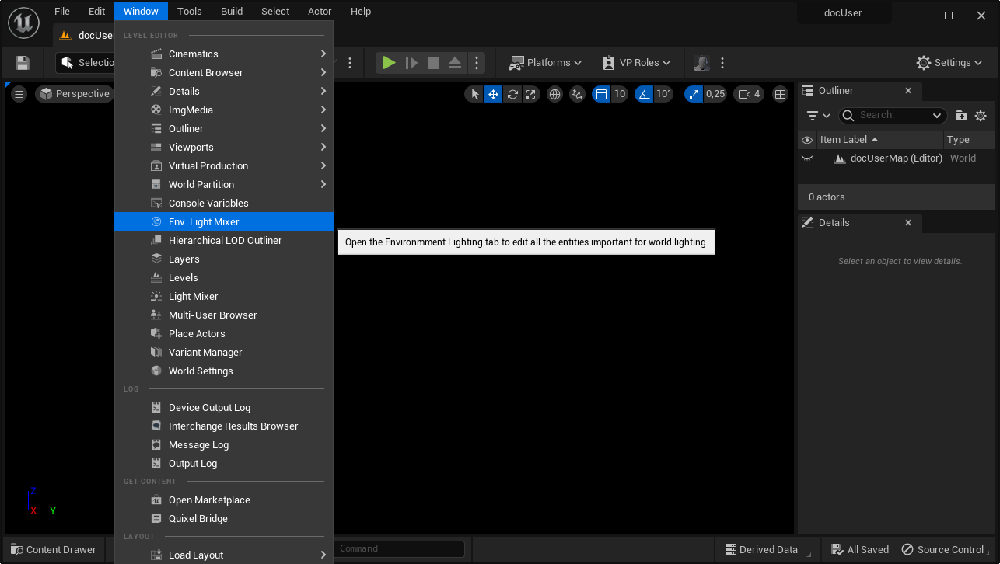 File Edit Window Tools Build Select Actor Help docUser
LEVEL EDITOR
Cinematics
Content Browser
Details
ImgMedia
Outliner
Viewports
Virtual Production
World Partition
Console Variables
Env. Light Mixer
Hierarchical LOD Outliner
Layers
Levels
Light Mixer
Multi-User Browser
Place Actors
Variant Manager
World Settings
LOG
Device Output Log
Interchange Results Browser
Message Log
Output Log
GET CONTENT
Open Marketplace
Quixel Bridge
LAYOUT
Load Layout
Open the Environmment Lighting tab to edit all the entities important for world lighting.
docUser
Selectio
Platforms VP Roles Settings
Perspective 10 10° 0,25 4
Outliner
Search.
Item Label Type
docUserMap (Editor) World
0 actors
Details
Select an object to view details.
Z
X Y
Content Drawer Command Derived Data All Saved Source Control